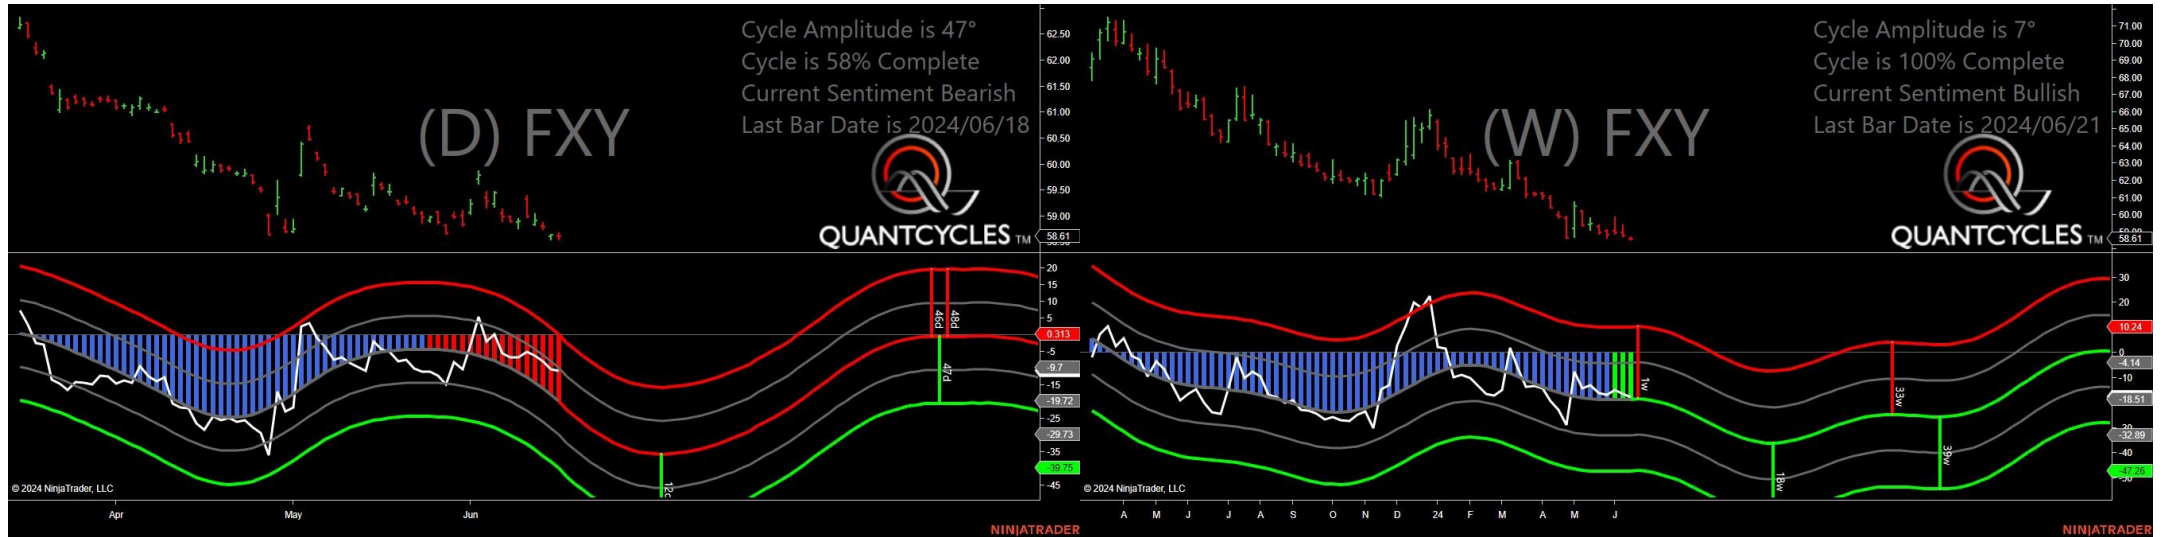 Cycle Amplitude is 47°
Cycle is 58% Complete
Current Sentiment Bearish
Last Bar Date is 2024/06/18
(D) FXY
QUANTCYCLES TM
62.50
62.00
61.50
61.00
60.50
60.00
59.50
59.00
58.61
20
15
10
5
0.313
-5
-9.7
-15
-19.72
-25
-29.73
-35
-39.75
-45
46d
48d
47d
© 2024 NinjaTrader, LLC
Apr May Jun
NINJATRADER
Cycle Amplitude is 7°
Cycle is 100% Complete
Current Sentiment Bullish
Last Bar Date is 2024/06/21
(W) FXY
QUANTCYCLES TM
71.00
70.00
69.00
68.00
67.00
66.00
65.00
64.00
63.00
62.00
61.00
60.00
58.61
30
20
10.24
0
-4.14
-10
-18.51
-32.89
-40
-47.26
1w
33w
39w
18w
© 2024 NinjaTrader, LLC
A M J J A S O N D 24 F M A M J
NINJATRADER